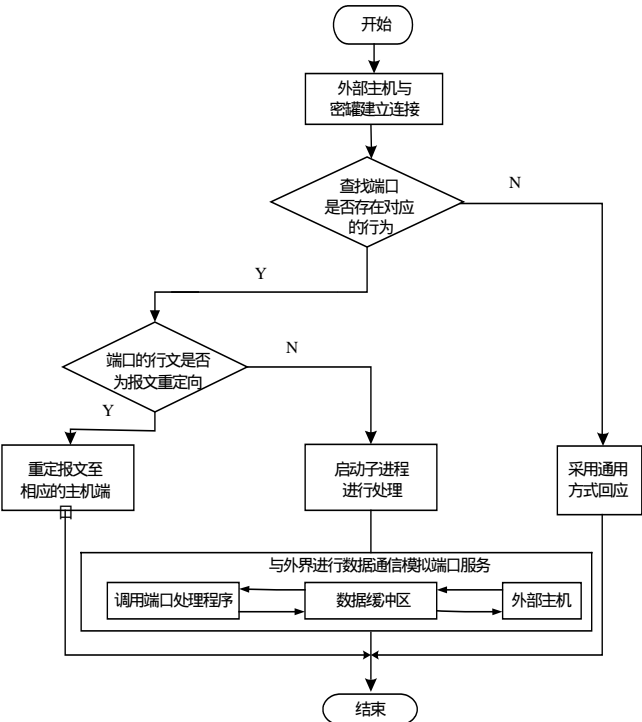 开始
外部主机与
密罐建立连接
查找端口
是否存在对应
的行为
N
Y
端口的行文是否
为报文重定向
N
Y
重定报文至
相应的主机端
口
启动子进程
进行处理
采用通用
方式回应
与外界进行数据通信模拟端口服务
调用端口处理程序
数据缓冲区
外部主机
结束